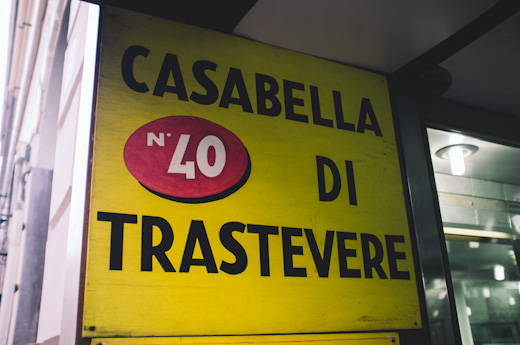 CASABELLA
N° 40
DI
TRASTEVERE